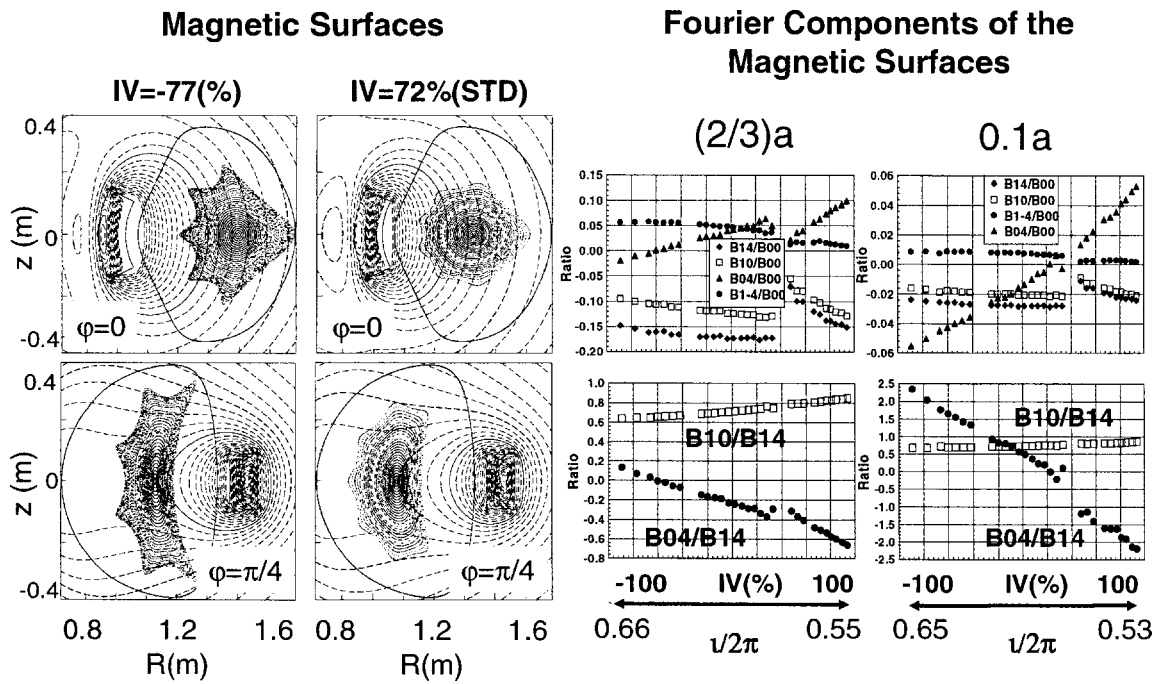 Magnetic Surfaces
IV=-77(%)
IV=72%(STD)
0.4
Z (m)
0
-0.4
φ=0
φ=0
0.4
Z (m)
0
-0.4
φ=π/4
φ=π/4
0.8 1.2 1.6
0.8 1.2 1.6
R(m)
R(m)
Fourier Components of the
Magnetic Surfaces
(2/3)a
0.1a
0.15
0.10
0.05
0.00
-0.05
-0.10
-0.15
-0.20
Ratio
B14/B00
B10/B00
B04/B00
B1-4/B00
0.06
0.04
0.02
0.00
-0.02
-0.04
-0.06
Ratio
B14/B00
B10/B00
B1-4/B00
B04/B00
1.0
0.8
0.6
0.4
0.2
0.0
-0.2
-0.4
-0.6
-0.8
Ratio
B10/B14
B04/B14
2.5
2.0
1.5
1.0
0.5
0.0
-0.5
-1.0
-1.5
-2.0
-2.5
Ratio
B10/B14
B04/B14
-100 IV(%) 100
-100 IV(%) 100
0.66 ι/2π 0.55
0.65 ι/2π 0.53